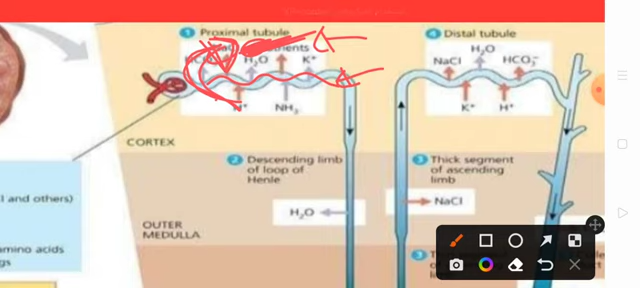 1 Proximal tubule
H₂O
K⁺
NH₃
4 Distal tubule
H₂O
NaCl
HCO₃⁻
K⁺
H⁺
CORTEX
2 Descending limb
of loop of
Henle
3 Thick segment
of ascending
limb
l and others)
H₂O
NaCl
OUTER
MEDULLA
amino acids
gs
3